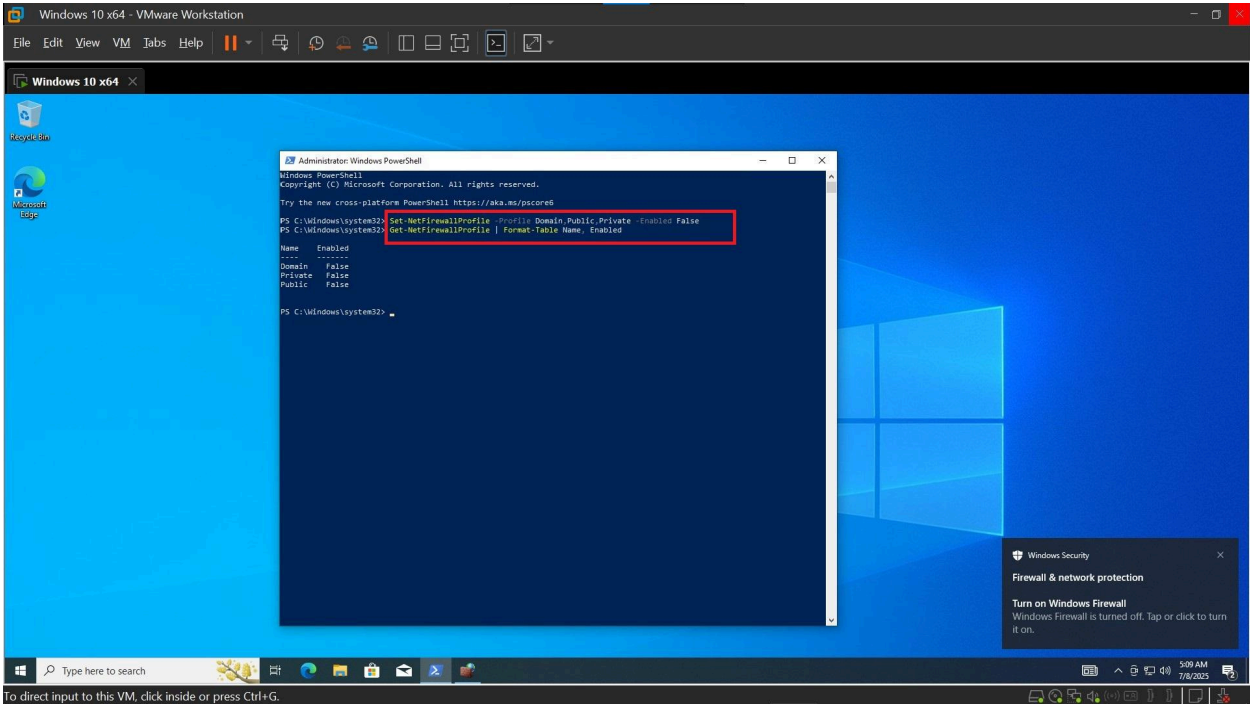 Windows 10 x64 - VMware Workstation
File Edit View VM Tabs Help
Windows 10 x64
Recycle Bin
Microsoft
Edge
Administrator: Windows PowerShell
Windows PowerShell
Copyright (C) Microsoft Corporation. All rights reserved.
Try the new cross-platform PowerShell https://aka.ms/pscore6
PS C:\Windows\system32> Set-NetFirewallProfile -Profile Domain,Public,Private -Enabled False
PS C:\Windows\system32> Get-NetFirewallProfile | Format-Table Name, Enabled
Name    Enabled
----    -------
Domain    False
Private   False
Public    False
PS C:\Windows\system32>
Windows Security
Firewall & network protection
Turn on Windows Firewall
Windows Firewall is turned off. Tap or click to turn
it on.
Type here to search
5:09 AM
7/8/2025
2
To direct input to this VM, click inside or press Ctrl+G.